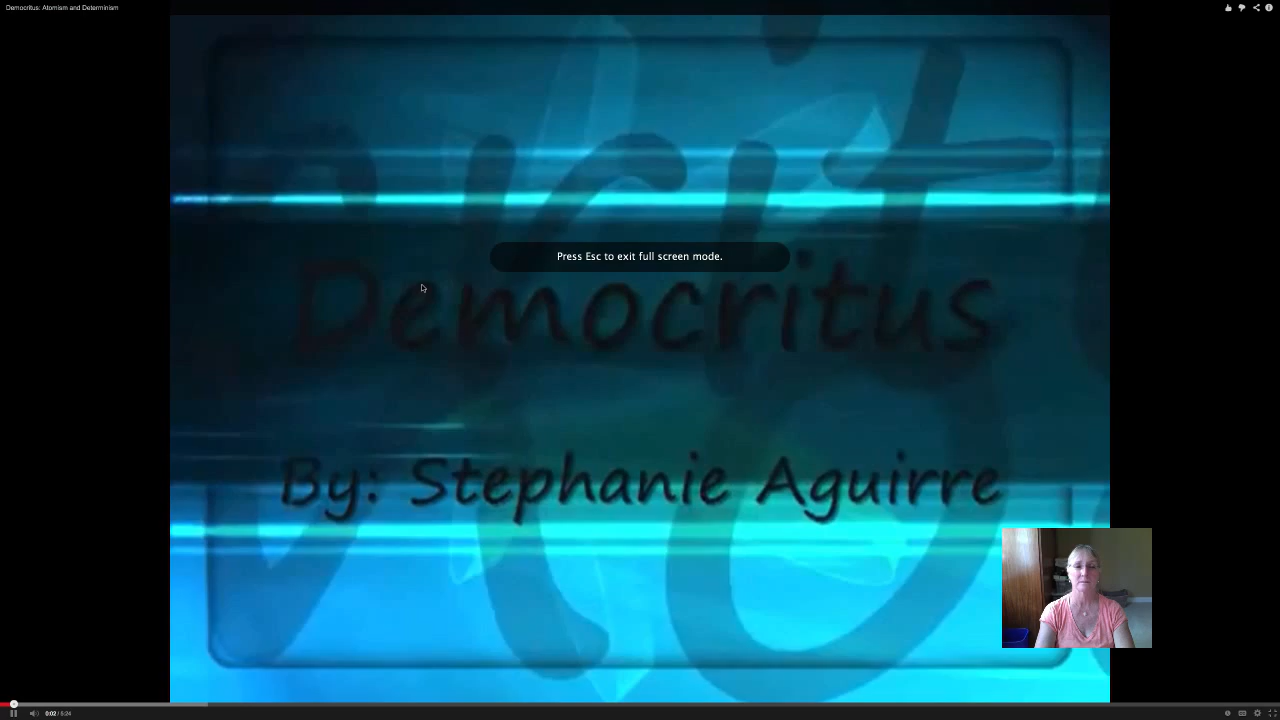 Democritus: Atomism and Determinism
Press Esc to exit full screen mode.
Democritus
By: Stephanie Aguirre
0:02 / 5:24